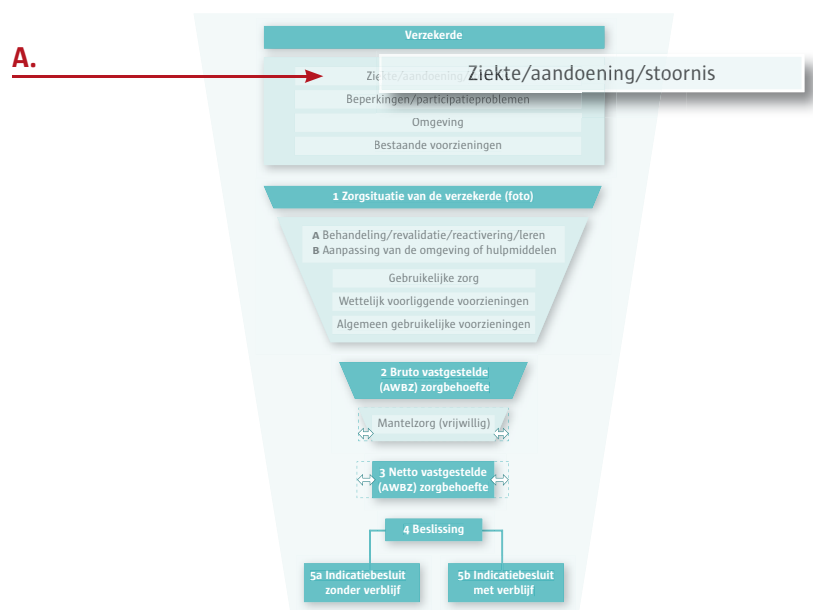 Verzekerde
A.
Ziekte/aandoening/stoornis
Ziekte/aandoening/
Beperkingen/participatieproblemen
Omgeving
Bestaande voorzieningen
1 Zorgsituatie van de verzekerde (foto)
A Behandeling/revalidatie/reactivering/leren
B Aanpassing van de omgeving of hulpmiddelen
Gebruikelijke zorg
Wettelijk voorliggende voorzieningen
Algemeen gebruikelijke voorzieningen
2 Bruto vastgestelde
(AWBZ) zorgbehoefte
Mantelzorg (vrijwillig)
3 Netto vastgestelde
(AWBZ) zorgbehoefte
4 Beslissing
5a Indicatiebesluit
zonder verblijf
5b Indicatiebesluit
met verblijf